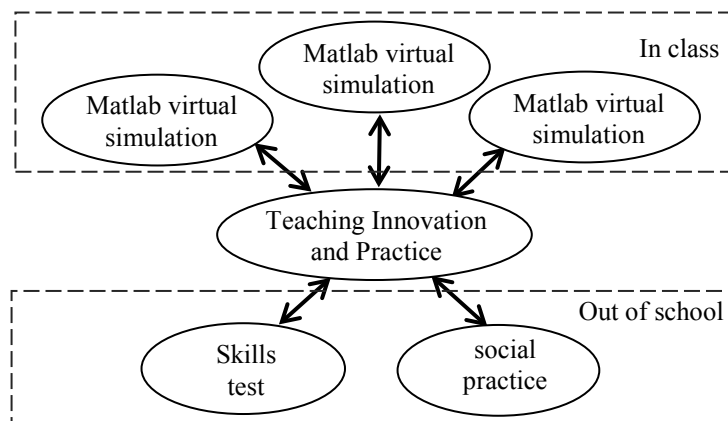 In class
Matlab virtual
simulation
Matlab virtual
simulation
Matlab virtual
simulation
Teaching Innovation
and Practice
Out of school
Skills
test
social
practice